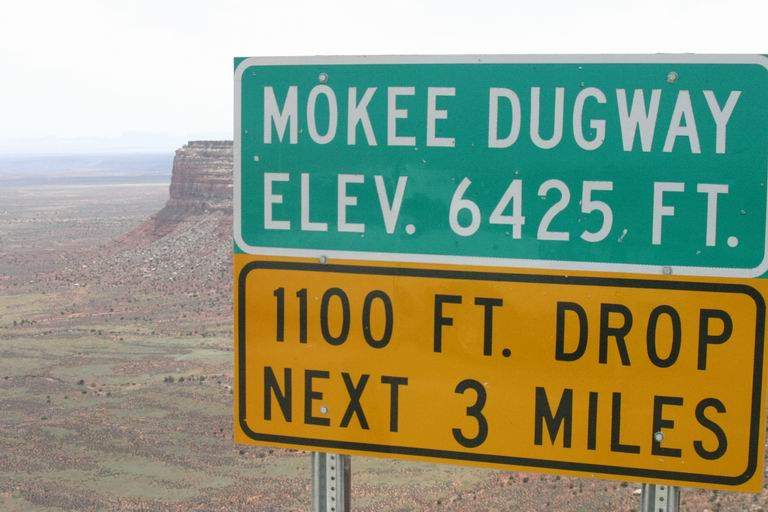 MOKEE DUGWAY
ELEV. 6425 FT.
1100 FT. DROP
NEXT 3 MILES